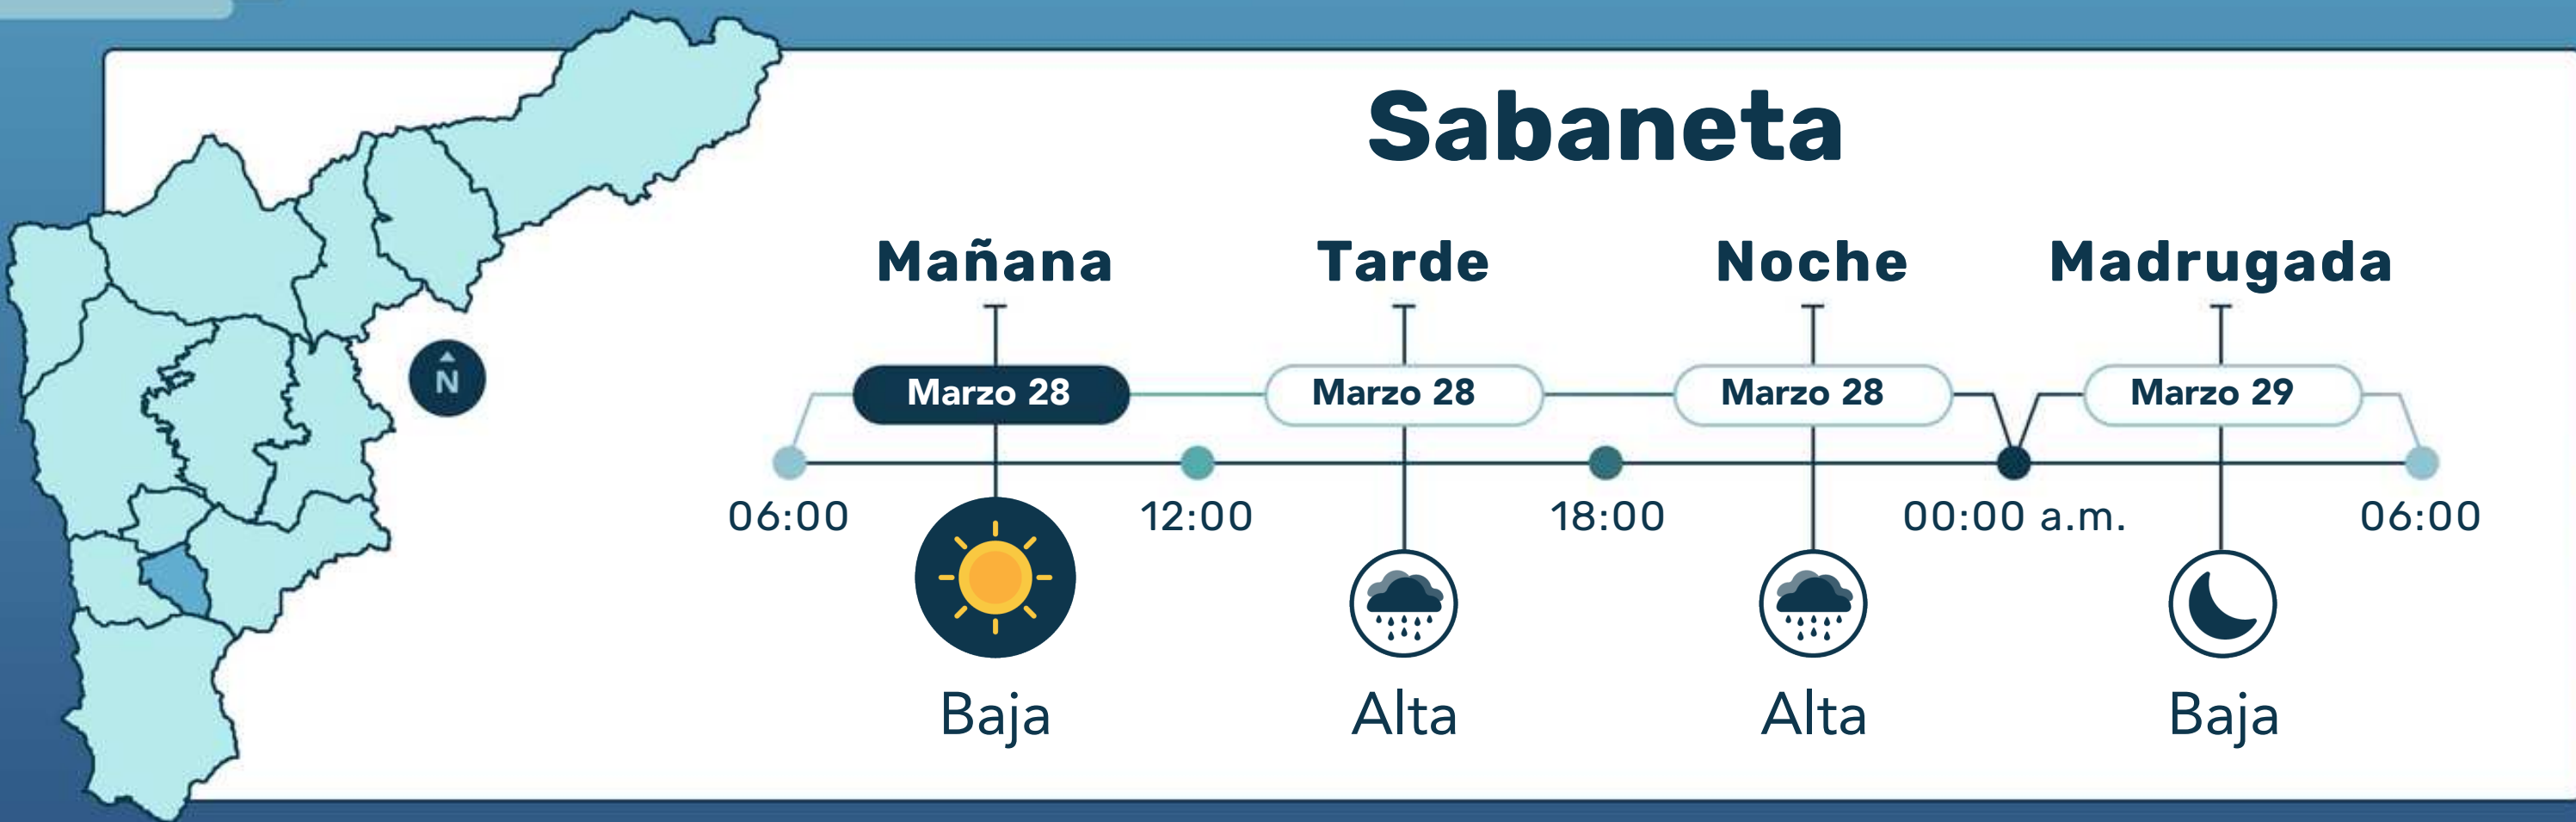 Sabaneta
Mañana Tarde Noche Madrugada
Marzo 28 Marzo 28 Marzo 28 Marzo 29
N
06:00 12:00 18:00 00:00 a.m. 06:00
Baja Alta Alta Baja